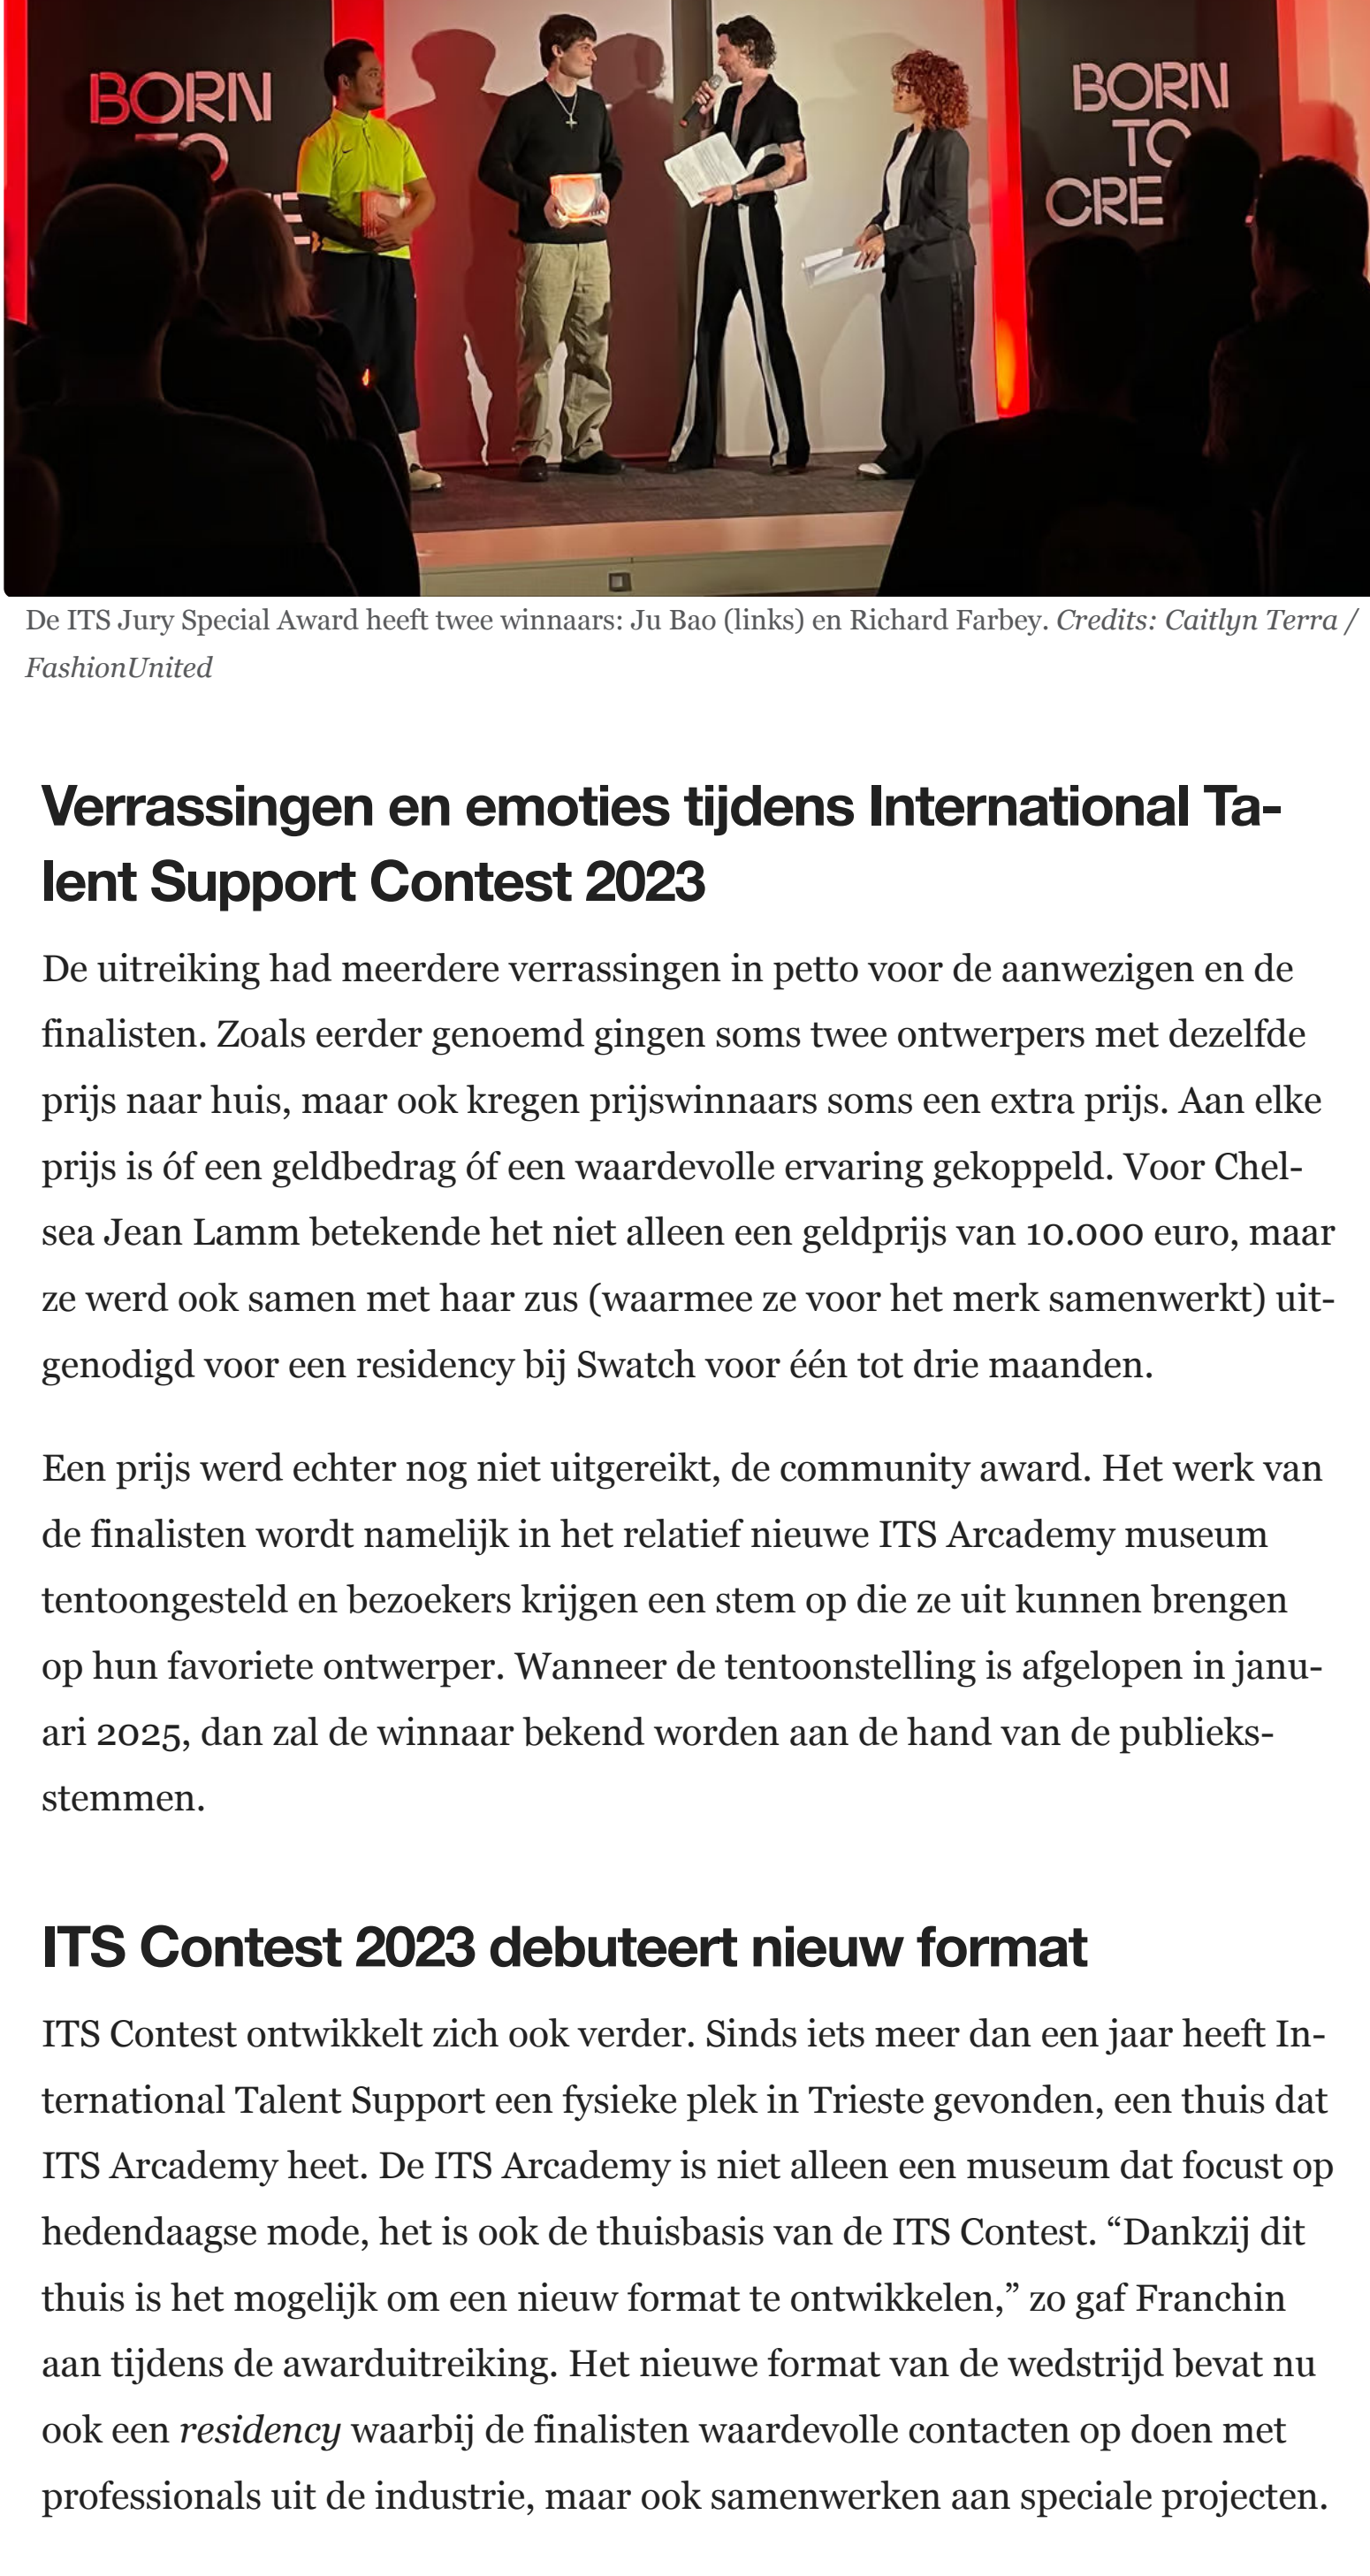 BORN
TO
BORN
TO
CRE
De ITS Jury Special Award heeft twee winnaars: Ju Bao (links) en Richard Farbey. Credits: Caitlyn Terra /
FashionUnited
Verrassingen en emoties tijdens International Ta-
lent Support Contest 2023
De uitreiking had meerdere verrassingen in petto voor de aanwezigen en de
finalisten. Zoals eerder genoemd gingen soms twee ontwerpers met dezelfde
prijs naar huis, maar ook kregen prijswinnaars soms een extra prijs. Aan elke
prijs is óf een geldbedrag óf een waardevolle ervaring gekoppeld. Voor Chel-
sea Jean Lamm betekende het niet alleen een geldprijs van 10.000 euro, maar
ze werd ook samen met haar zus (waarmee ze voor het merk samenwerkt) uit-
genodigd voor een residency bij Swatch voor één tot drie maanden.
Een prijs werd echter nog niet uitgereikt, de community award. Het werk van
de finalisten wordt namelijk in het relatief nieuwe ITS Arcademy museum
tentoongesteld en bezoekers krijgen een stem op die ze uit kunnen brengen
op hun favoriete ontwerper. Wanneer de tentoonstelling is afgelopen in janu-
ari 2025, dan zal de winnaar bekend worden aan de hand van de publieks-
stemmen.
ITS Contest 2023 debuteert nieuw format
ITS Contest ontwikkelt zich ook verder. Sinds iets meer dan een jaar heeft In-
ternational Talent Support een fysieke plek in Trieste gevonden, een thuis dat
ITS Arcademy heet. De ITS Arcademy is niet alleen een museum dat focust op
hedendaagse mode, het is ook de thuisbasis van de ITS Contest. “Dankzij dit
thuis is het mogelijk om een nieuw format te ontwikkelen,” zo gaf Franchin
aan tijdens de awarduitreiking. Het nieuwe format van de wedstrijd bevat nu
ook een residency waarbij de finalisten waardevolle contacten op doen met
professionals uit de industrie, maar ook samenwerken aan speciale projecten.